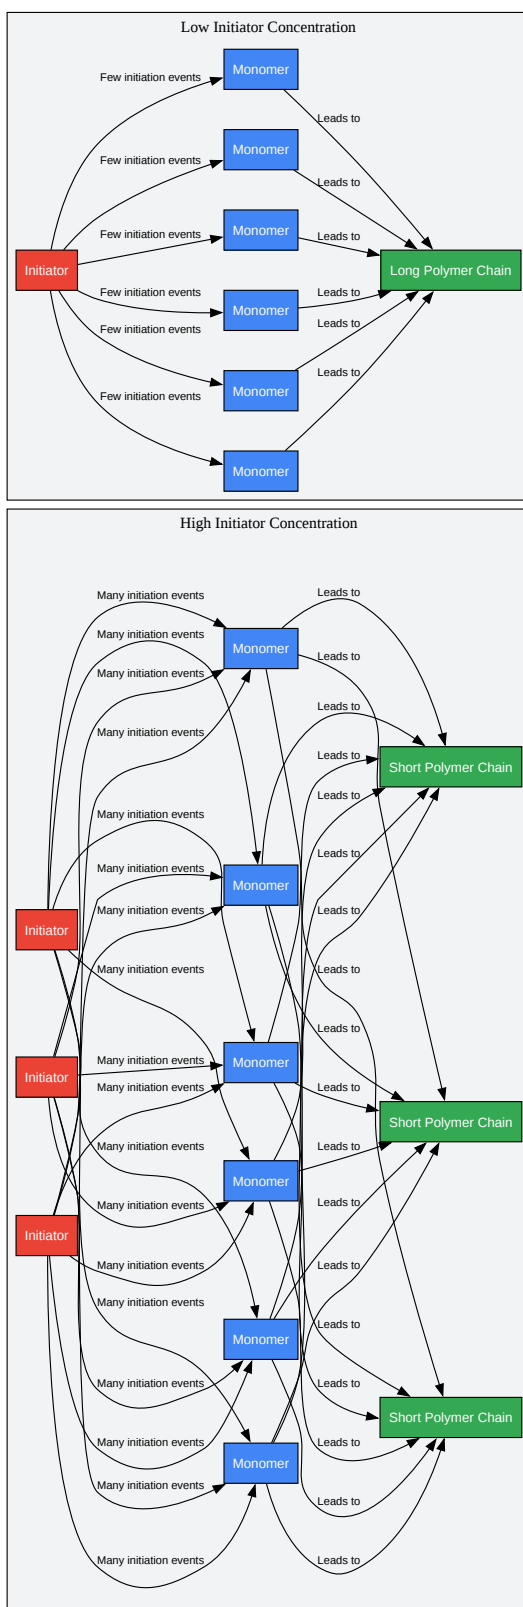 Low Initiator Concentration
Monomer
Few initiation events
Leads to
Few initiation events
Monomer
Leads to
Few initiation events
Monomer
Leads to
Initiator
Long Polymer Chain
Few initiation events
Leads to
Monomer
Few initiation events
Leads to
Leads to
Monomer
Few initiation events
Monomer
High Initiator Concentration
Many initiation events
Leads to
Many initiation events
Monomer
Leads to
Many initiation events
Leads to
Many initiation events
Leads to
Short Polymer Chain
Leads to
Many initiation events
Leads to
Many initiation events
Monomer
Many initiation events
Leads to
Initiator
Many initiation events
Leads to
Leads to
Many initiation events
Monomer
Initiator
Many initiation events
Leads to
Short Polymer Chain
Many initiation events
Leads to
Monomer
Many initiation events
Leads to
Initiator
Many initiation events
Leads to
Many initiation events
Leads to
Monomer
Many initiation events
Leads to
Short Polymer Chain
Many initiation events
Leads to
Monomer
Many initiation events
Leads to
Many initiation events
Leads to